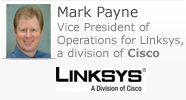 Mark Payne
Vice President of
Operations for Linksys,
a division of Cisco
LINKSYS®
A Division of Cisco